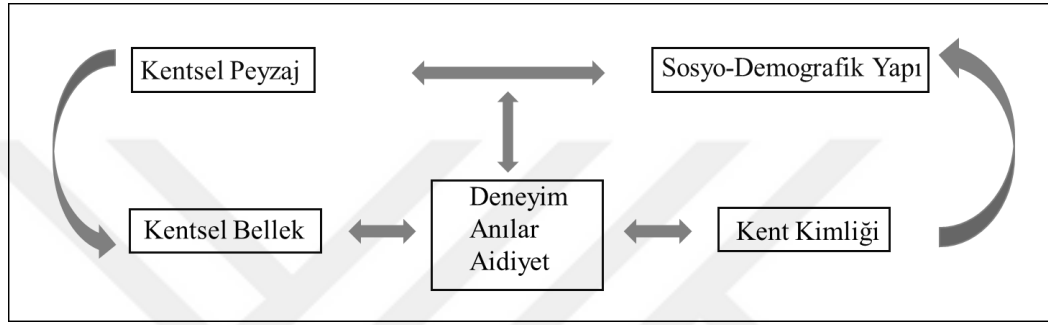 Kentsel Peyzaj
Sosyo-Demografik Yapı
Kentsel Bellek
Deneyim
Anılar
Aidiyet
Kent Kimliği